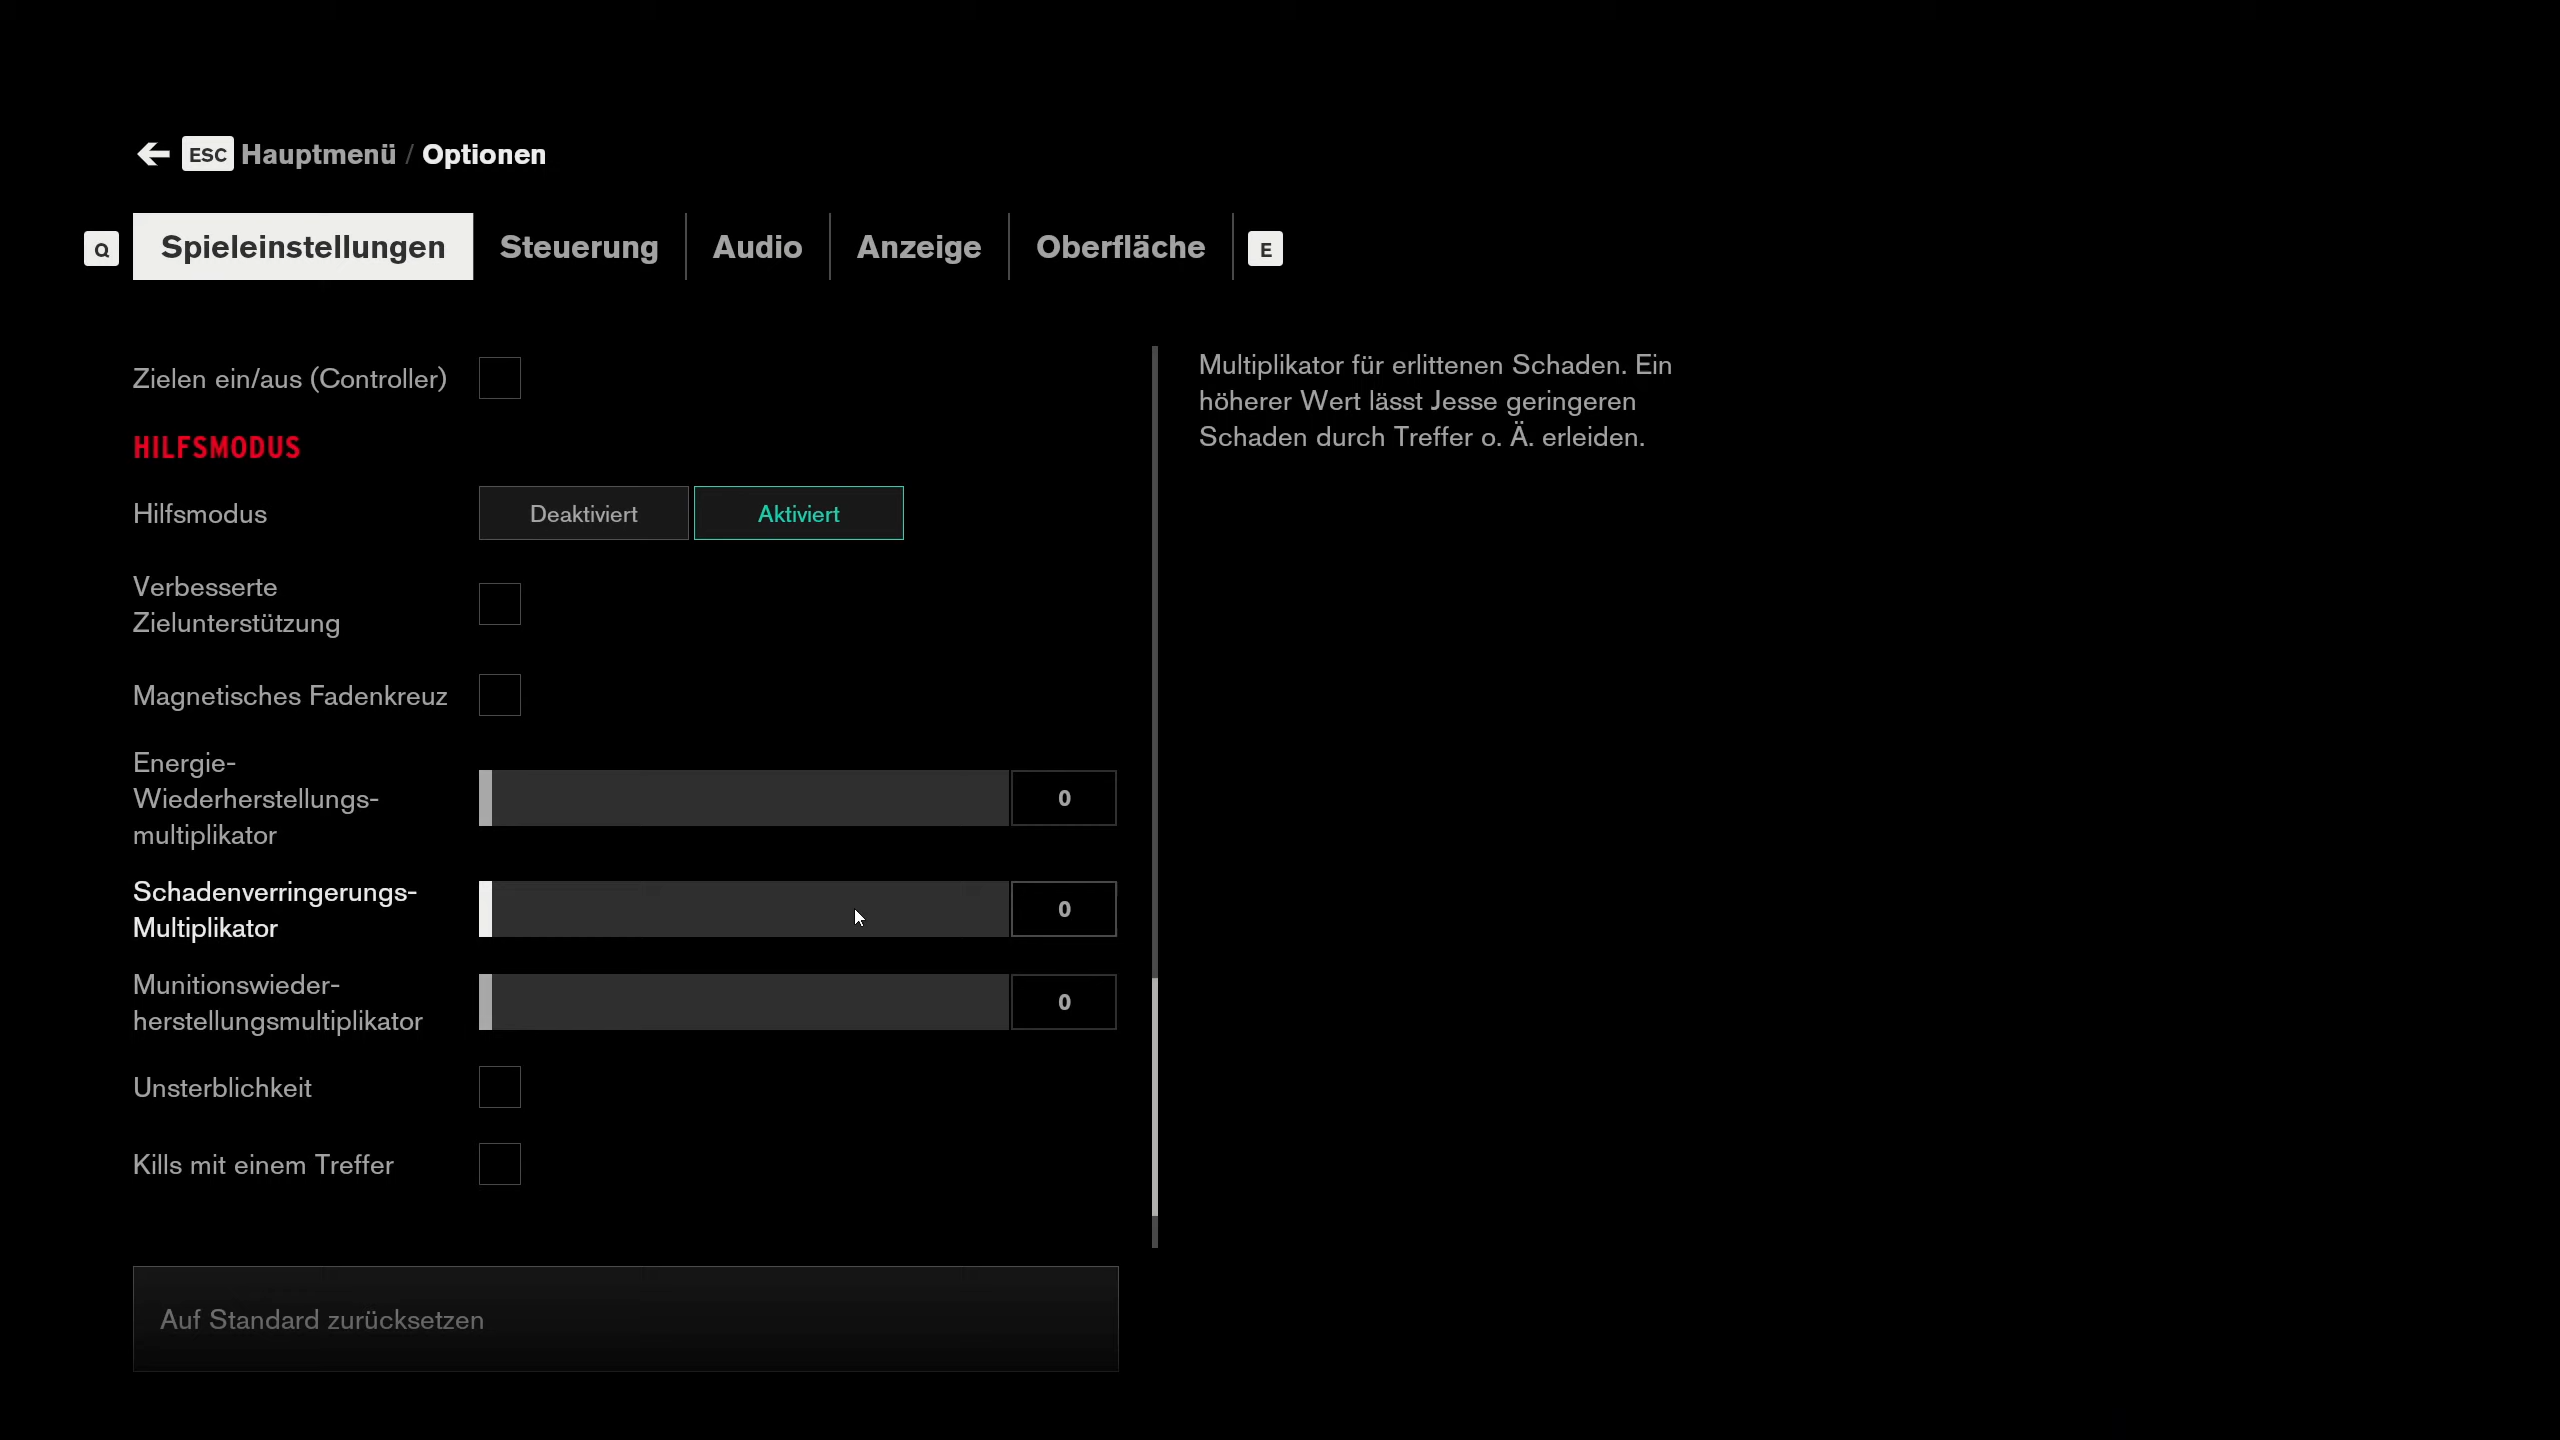 ESC Hauptmenü / Optionen
Q Spieleinstellungen Steuerung Audio Anzeige Oberfläche E
Zielen ein/aus (Controller)
HILFSMODUS
Hilfsmodus Deaktiviert Aktiviert
Verbesserte
Zielunterstützung
Magnetisches Fadenkreuz
Energie-
Wiederherstellungs-
multiplikator
0
Schadenverringerungs-
Multiplikator
0
Munitionswieder-
herstellungsmultiplikator
0
Unsterblichkeit
Kills mit einem Treffer
Auf Standard zurücksetzen
Multiplikator für erlittenen Schaden. Ein
höherer Wert lässt Jesse geringeren
Schaden durch Treffer o. Ä. erleiden.